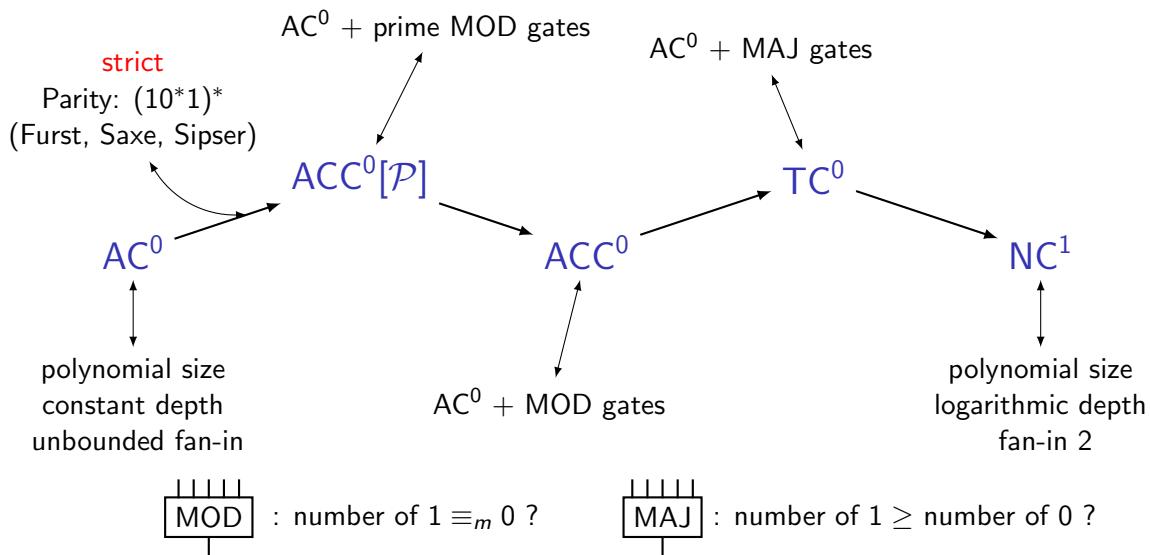 AC⁰ + prime MOD gates
AC⁰ + MAJ gates
strict
Parity: (10*1)*
(Furst, Saxe, Sipser)
ACC⁰[𝒫]
TC⁰
AC⁰
ACC⁰
NC¹
polynomial size
constant depth
unbounded fan-in
AC⁰ + MOD gates
polynomial size
logarithmic depth
fan-in 2
MOD : number of 1 ≡ₘ 0 ?
MAJ : number of 1 ≥ number of 0 ?